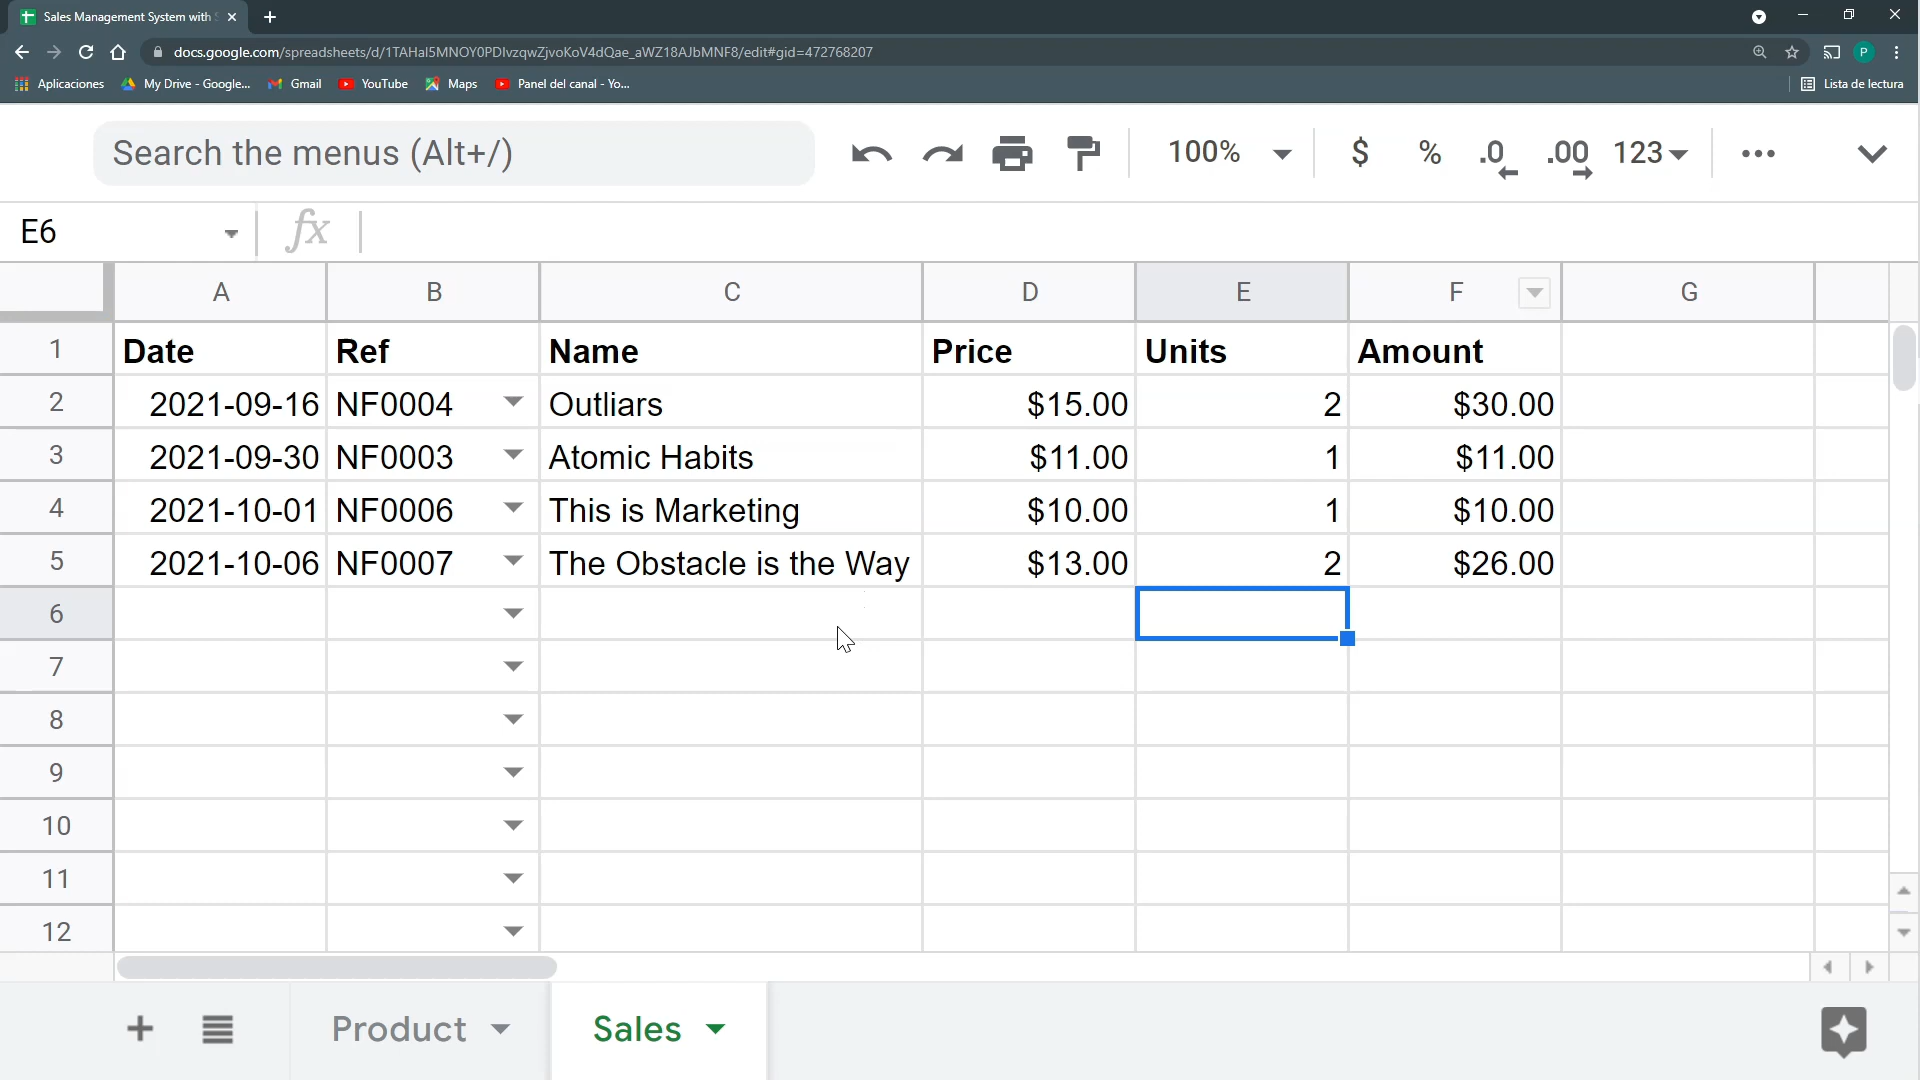 Sales Management System with S
docs.google.com/spreadsheets/d/1TAHaI5MNOY0PDIvzqwZjvoKoV4dQae_aWZ18AJbMNF8/edit#gid=472768207
P
Aplicaciones My Drive - Google... Gmail YouTube Maps Panel del canal - Yo... Lista de lectura
Search the menus (Alt+/) 100% $ % .0 .00 123
E6 fx
A B C D E F G
1 Date Ref Name Price Units Amount
2 2021-09-16 NF0004 Outliars $15.00 2 $30.00
3 2021-09-30 NF0003 Atomic Habits $11.00 1 $11.00
4 2021-10-01 NF0006 This is Marketing $10.00 1 $10.00
5 2021-10-06 NF0007 The Obstacle is the Way $13.00 2 $26.00
6
7
8
9
10
11
12
Product Sales